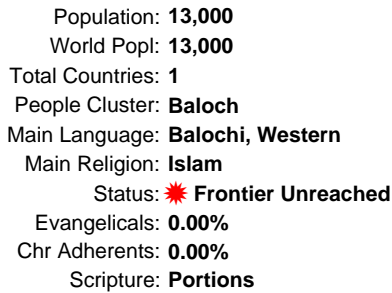 Population: 13,000
World Popl: 13,000
Total Countries: 1
People Cluster: Baloch
Main Language: Balochi, Western
Main Religion: Islam
Status: Frontier Unreached
Evangelicals: 0.00%
Chr Adherents: 0.00%
Scripture: Portions